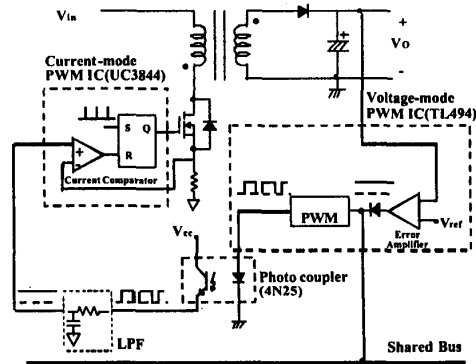 Vin
+
Vo
-
Current-mode
PWM IC(UC3844)
Voltage-mode
PWM IC(TL494)
S
Q
R
+
-
Current Comparator
PWM
Error
Amplifier
Vref
Vcc
Photo coupler
(4N25)
LPF
Shared Bus